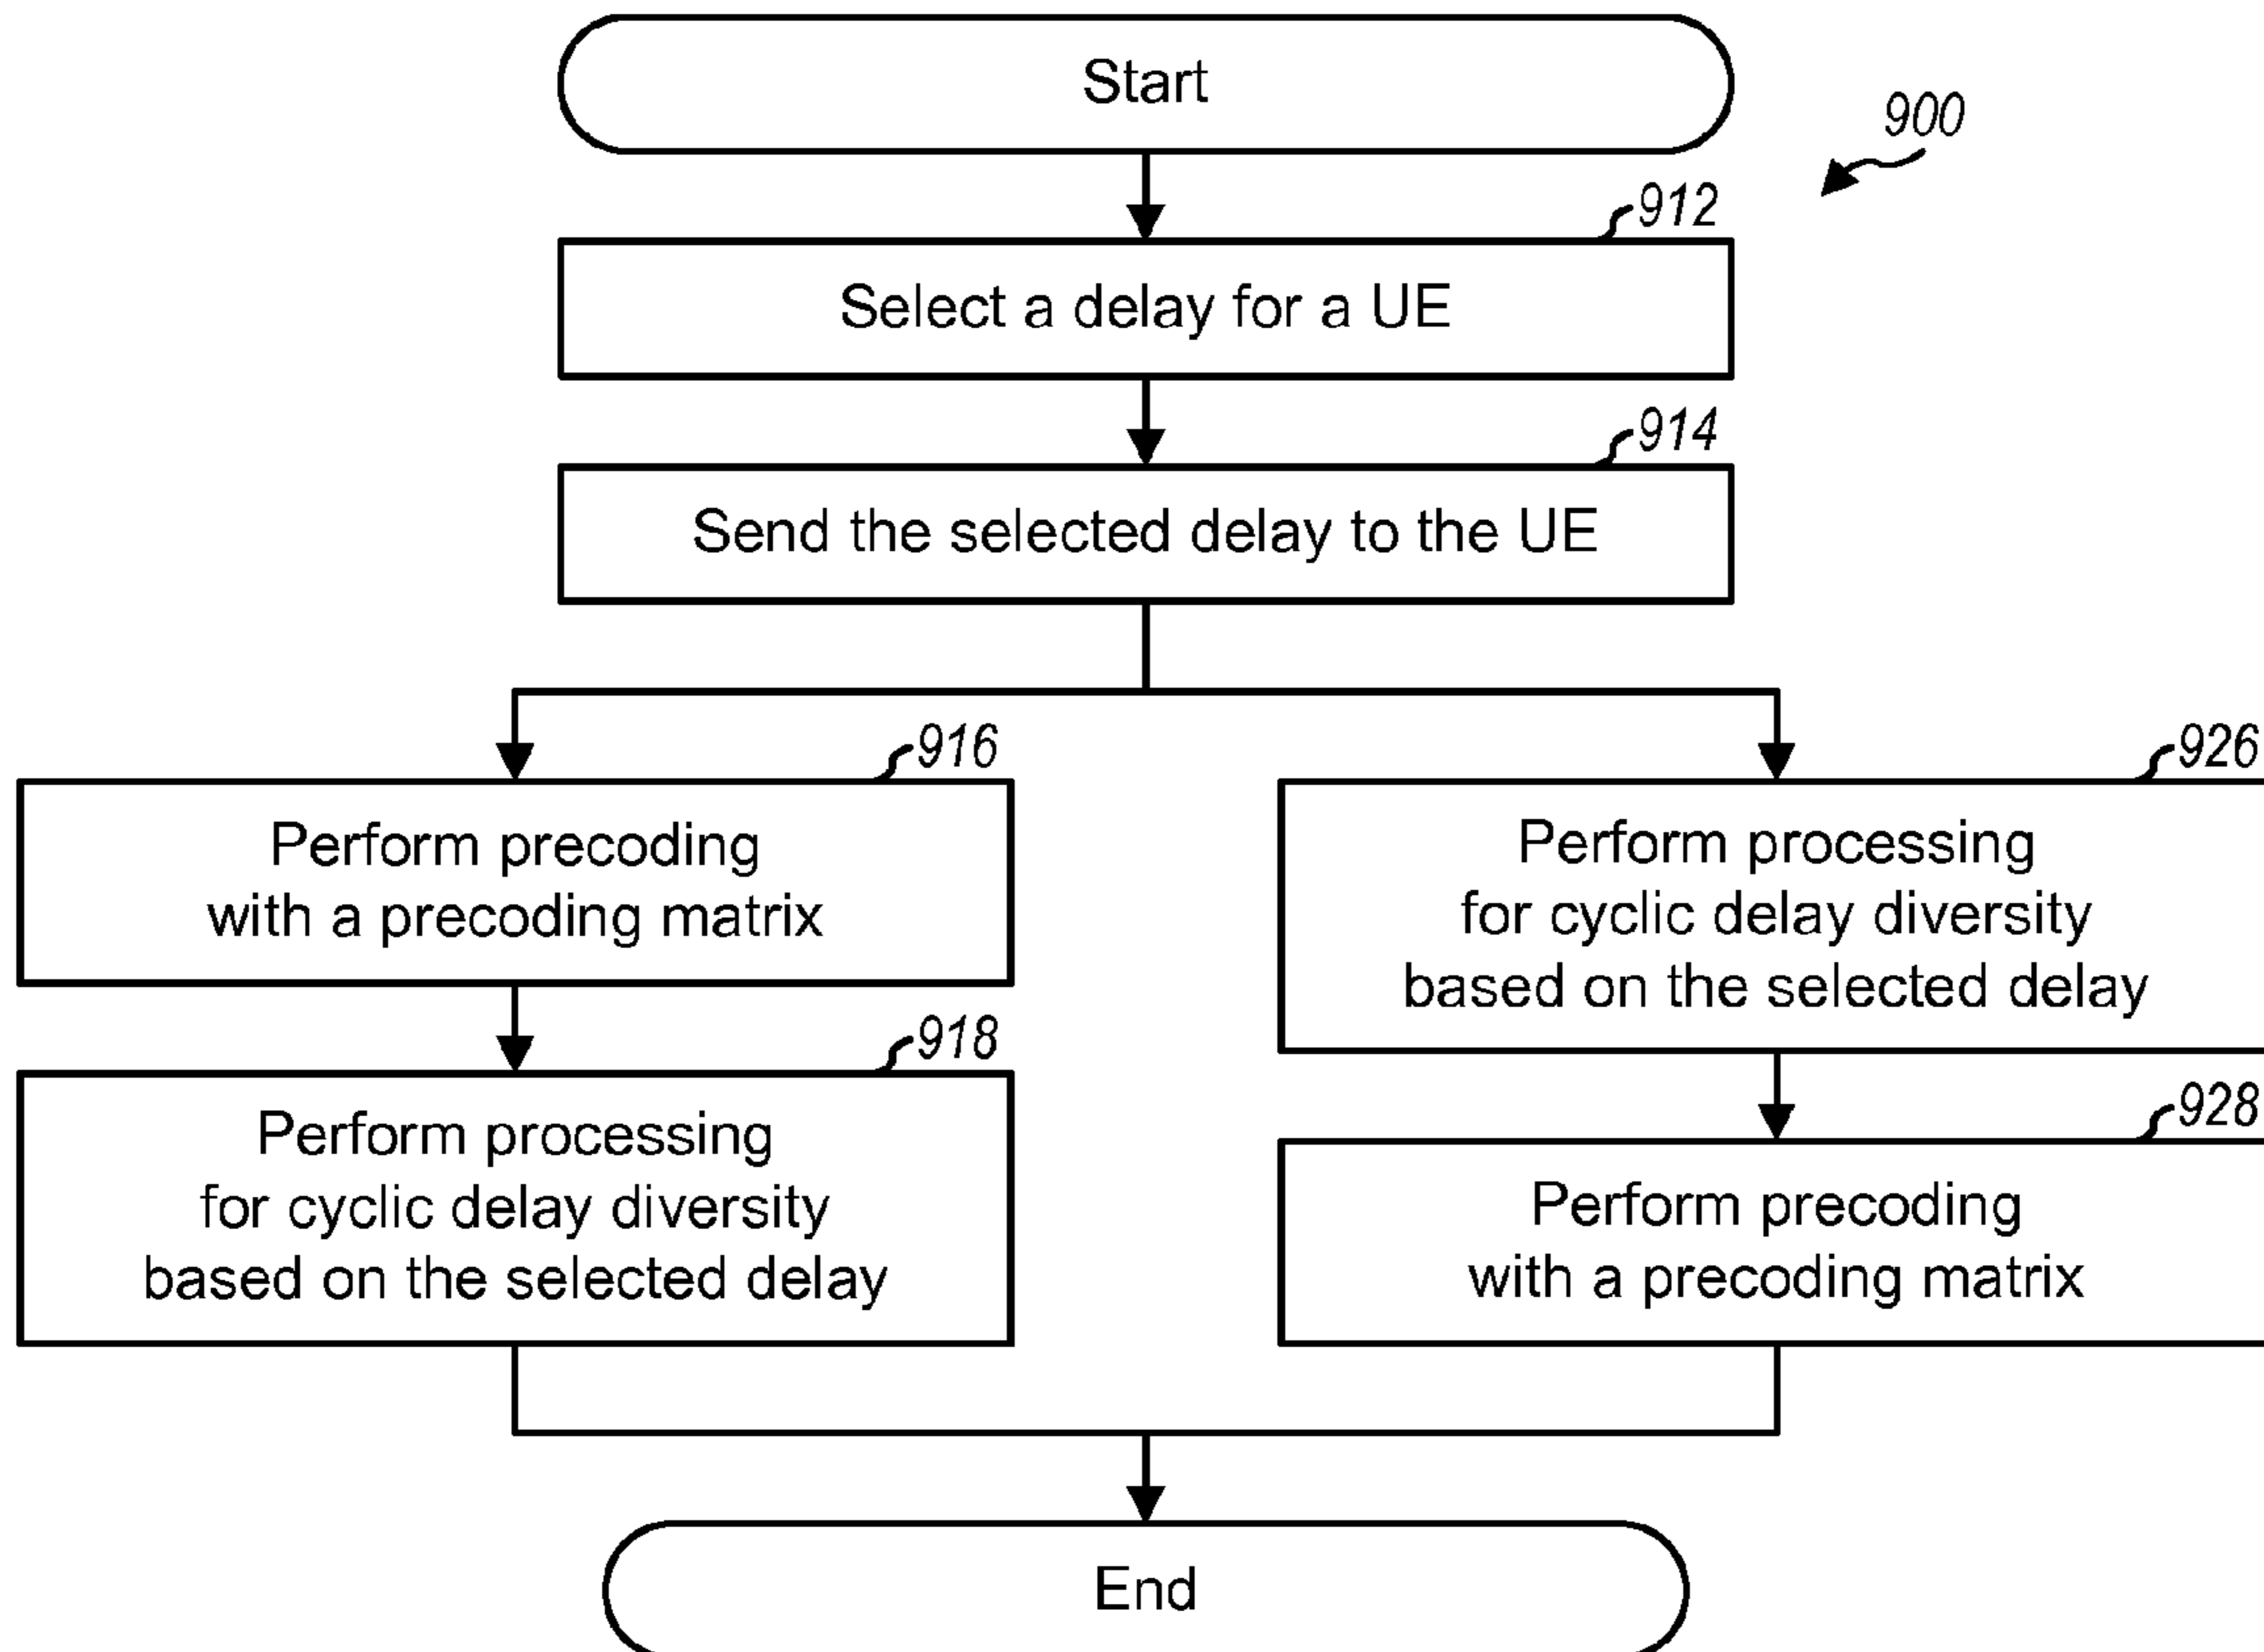 Start
900
912
Select a delay for a UE
914
Send the selected delay to the UE
916
Perform precoding
with a precoding matrix
918
Perform processing
for cyclic delay diversity
based on the selected delay
926
Perform processing
for cyclic delay diversity
based on the selected delay
928
Perform precoding
with a precoding matrix
End